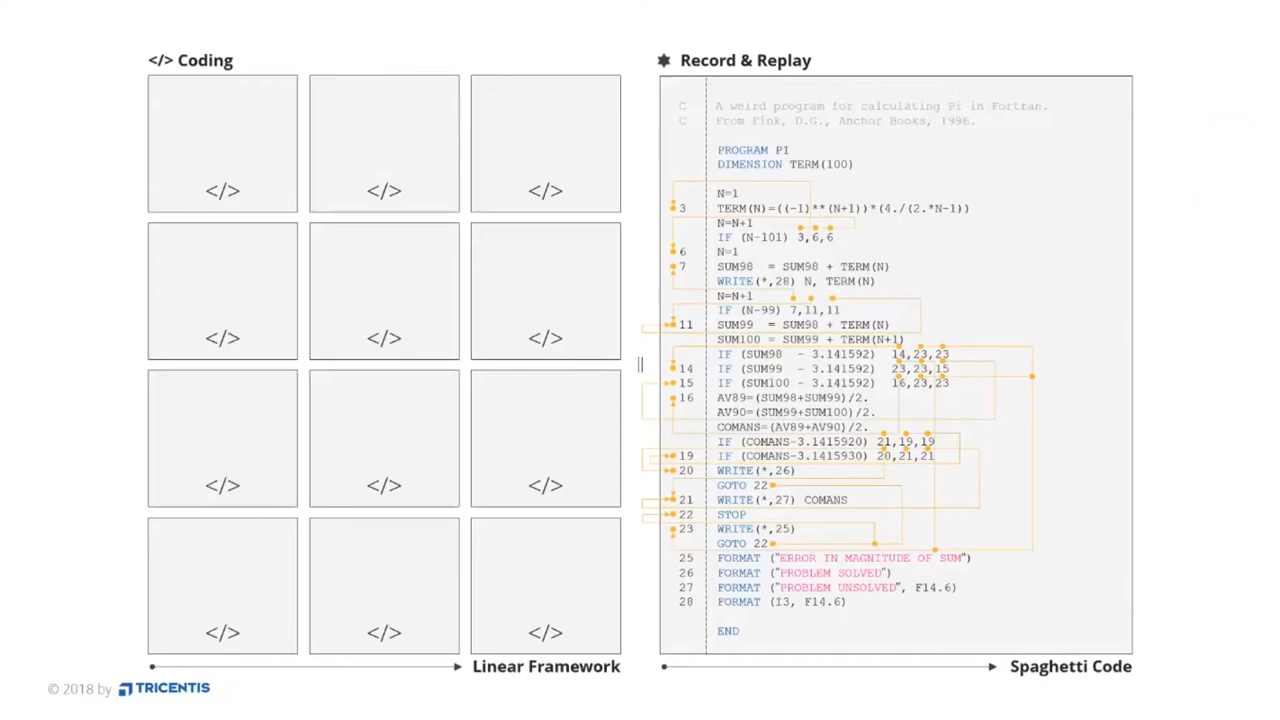 </> Coding
</> </> </>
</> </> </>
</> </> </>
</> </> </>
Linear Framework
Record & Replay
C A weird program for calculating Pi in Fortran.
C From Fink, D.G., Anchor Books, 1996.
PROGRAM PI
DIMENSION TERM(100)
N=1
3 TERM(N)=((-1)**(N+1))*(4./(2.*N-1))
N=N+1
IF (N-101) 3,6,6
6 N=1
7 SUM98 = SUM98 + TERM(N)
WRITE(*,28) N, TERM(N)
N=N+1
IF (N-99) 7,11,11
11 SUM99 = SUM98 + TERM(N)
SUM100 = SUM99 + TERM(N+1)
IF (SUM98 - 3.141592) 14,23,23
14 IF (SUM99 - 3.141592) 23,23,15
15 IF (SUM100 - 3.141592) 16,23,23
16 AV89=(SUM98+SUM99)/2.
AV90=(SUM99+SUM100)/2.
COMANS=(AV89+AV90)/2.
IF (COMANS-3.1415920) 21,19,19
19 IF (COMANS-3.1415930) 20,21,21
20 WRITE(*,26)
GOTO 22
21 WRITE(*,27) COMANS
22 STOP
23 WRITE(*,25)
GOTO 22
25 FORMAT ("ERROR IN MAGNITUDE OF SUM")
26 FORMAT ("PROBLEM SOLVED")
27 FORMAT ("PROBLEM UNSOLVED", F14.6)
28 FORMAT (I3, F14.6)
END
Spaghetti Code
© 2018 by TRICENTIS